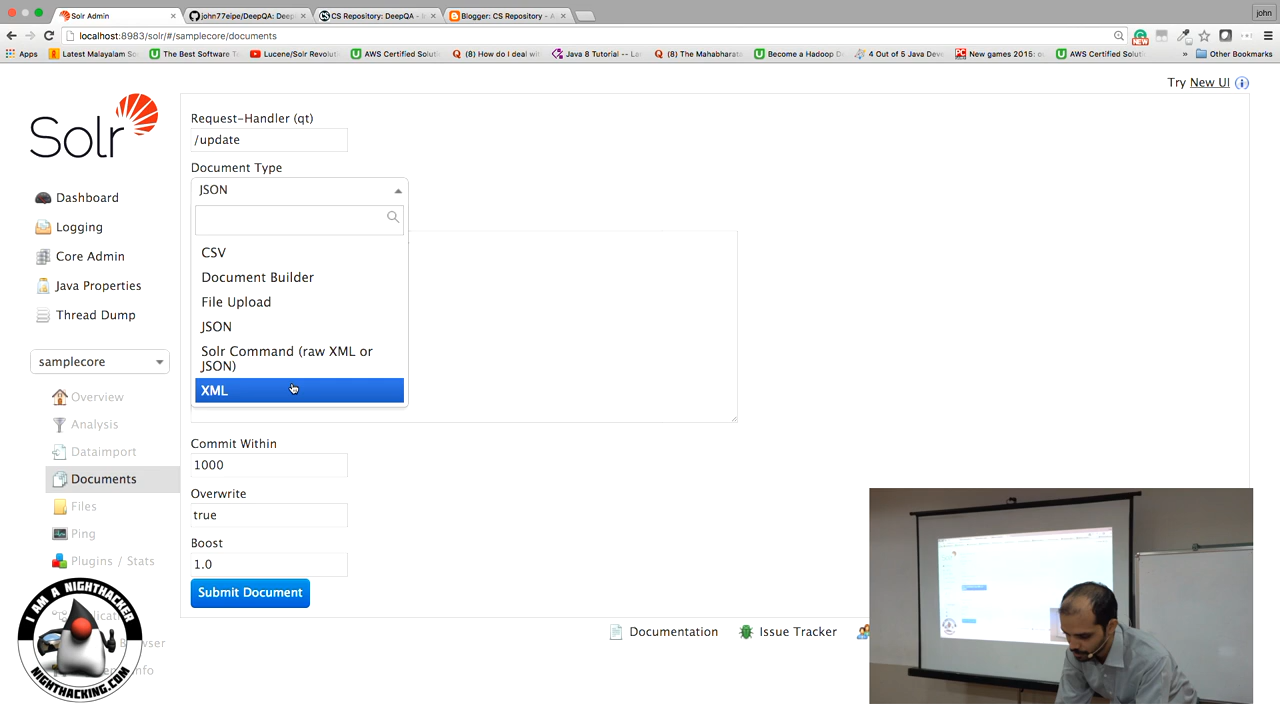 Solr Admin
john77eipe/DeepQA: Deep
CS Repository: DeepQA - In
Blogger: CS Repository - A
john
localhost:8983/solr/#/samplecore/documents
NEW
Apps
Latest Malayalam So
The Best Software T
Lucene/Solr Revolut
AWS Certified Soluti
(8) How do I deal wi
Java 8 Tutorial -- Le
(8) The Mahabharata
Become a Hadoop D
4 Out of 5 Java Deve
New games 2015: ou
AWS Certified Soluti
»
Other Bookmarks
Try New UI
Solr
Request-Handler (qt)
/update
Document Type
JSON
CSV
Document Builder
File Upload
JSON
Solr Command (raw XML or
JSON)
XML
Dashboard
Logging
Core Admin
Java Properties
Thread Dump
samplecore
Overview
Analysis
Dataimport
Documents
Files
Ping
Plugins / Stats
Commit Within
1000
Overwrite
true
Boost
1.0
Submit Document
Documentation
Issue Tracker
I AM A NIGHTHACKER
NIGHTHACKING.COM